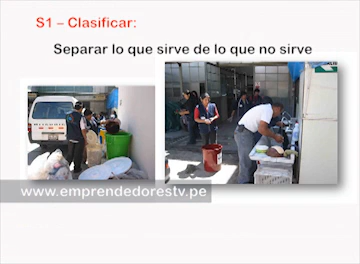 S1 – Clasificar:
Separar lo que sirve de lo que no sirve
www.emprendedorestv.pe